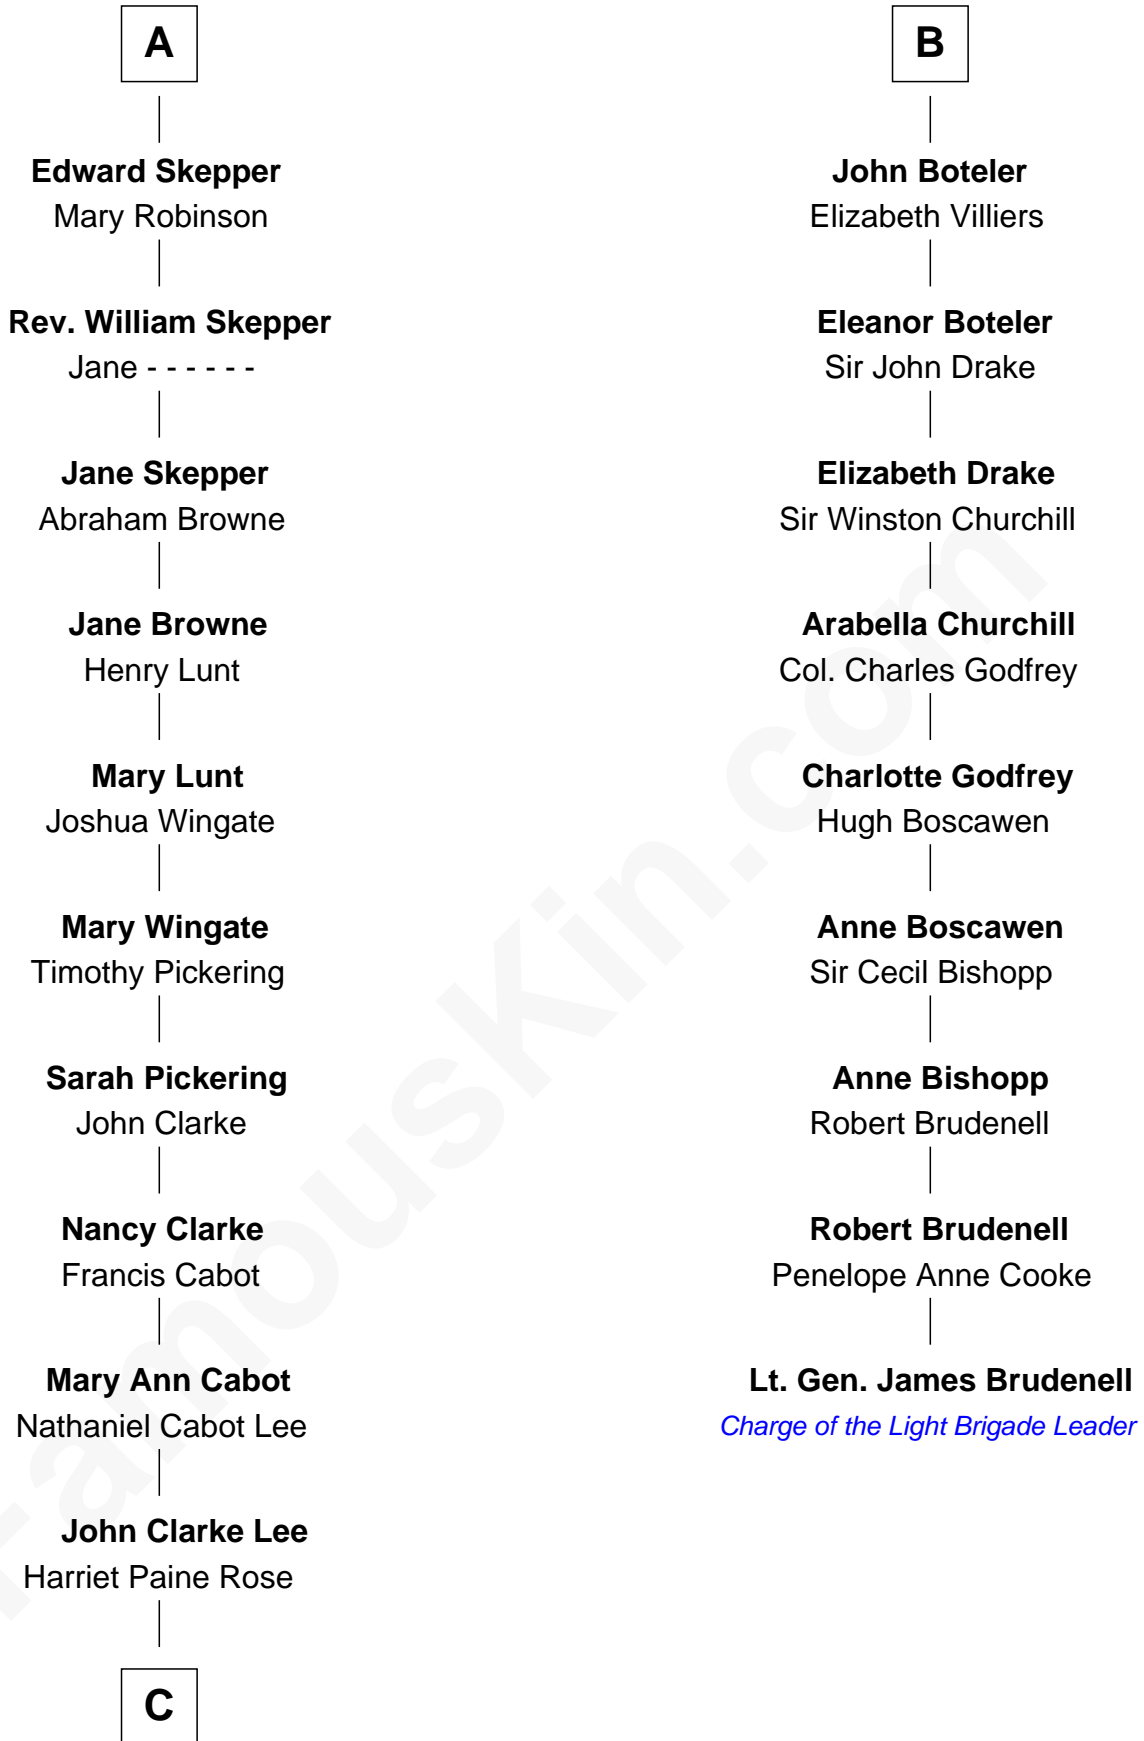 A
Edward Skepper
Mary Robinson
Rev. William Skepper
Jane - - - - - -
Jane Skepper
Abraham Browne
Jane Browne
Henry Lunt
Mary Lunt
Joshua Wingate
Mary Wingate
Timothy Pickering
Sarah Pickering
John Clarke
Nancy Clarke
Francis Cabot
Mary Ann Cabot
Nathaniel Cabot Lee
John Clarke Lee
Harriet Paine Rose
C
B
John Boteler
Elizabeth Villiers
Eleanor Boteler
Sir John Drake
Elizabeth Drake
Sir Winston Churchill
Arabella Churchill
Col. Charles Godfrey
Charlotte Godfrey
Hugh Boscawen
Anne Boscawen
Sir Cecil Bishopp
Anne Bishopp
Robert Brudenell
Robert Brudenell
Penelope Anne Cooke
Lt. Gen. James Brudenell
Charge of the Light Brigade Leader
FamousKin.com